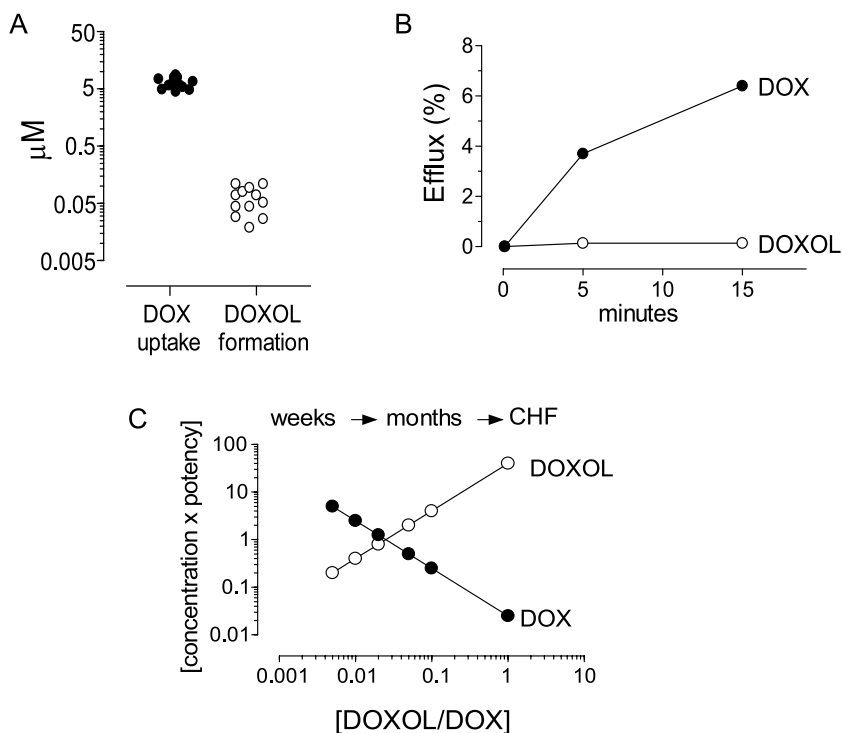 A
50
5
0.5
0.05
0.005
μM
DOX
uptake
DOXOL
formation
B
8
6
4
2
0
Efflux (%)
DOX
DOXOL
0
5
10
15
minutes
C
weeks → months → CHF
100
10
1
0.1
0.01
[concentration x potency]
DOXOL
DOX
0.001
0.01
0.1
1
10
[DOXOL/DOX]